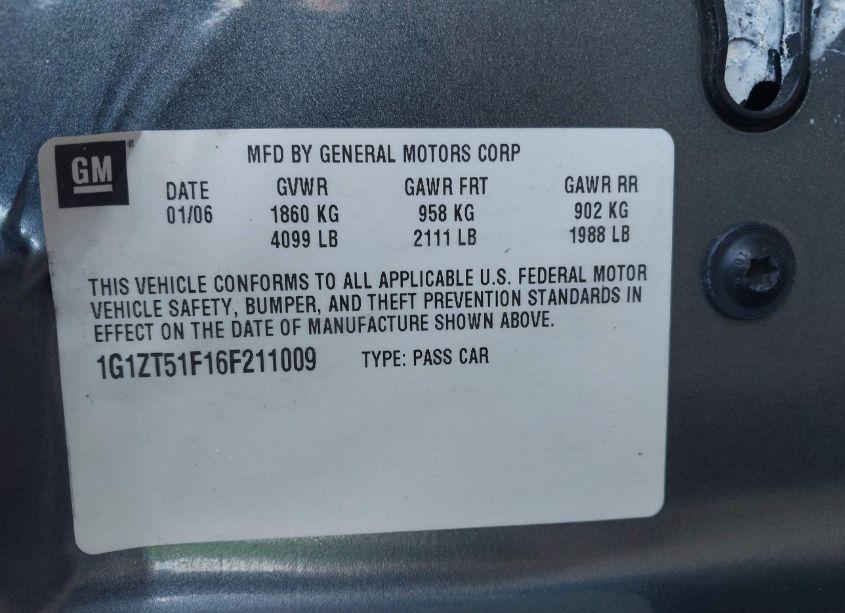 GM
MFD BY GENERAL MOTORS CORP
DATE GVWR GAWR FRT GAWR RR
01/06 1860 KG 958 KG 902 KG
4099 LB 2111 LB 1988 LB
THIS VEHICLE CONFORMS TO ALL APPLICABLE U.S. FEDERAL MOTOR
VEHICLE SAFETY, BUMPER, AND THEFT PREVENTION STANDARDS IN
EFFECT ON THE DATE OF MANUFACTURE SHOWN ABOVE.
1G1ZT51F16F211009 TYPE: PASS CAR